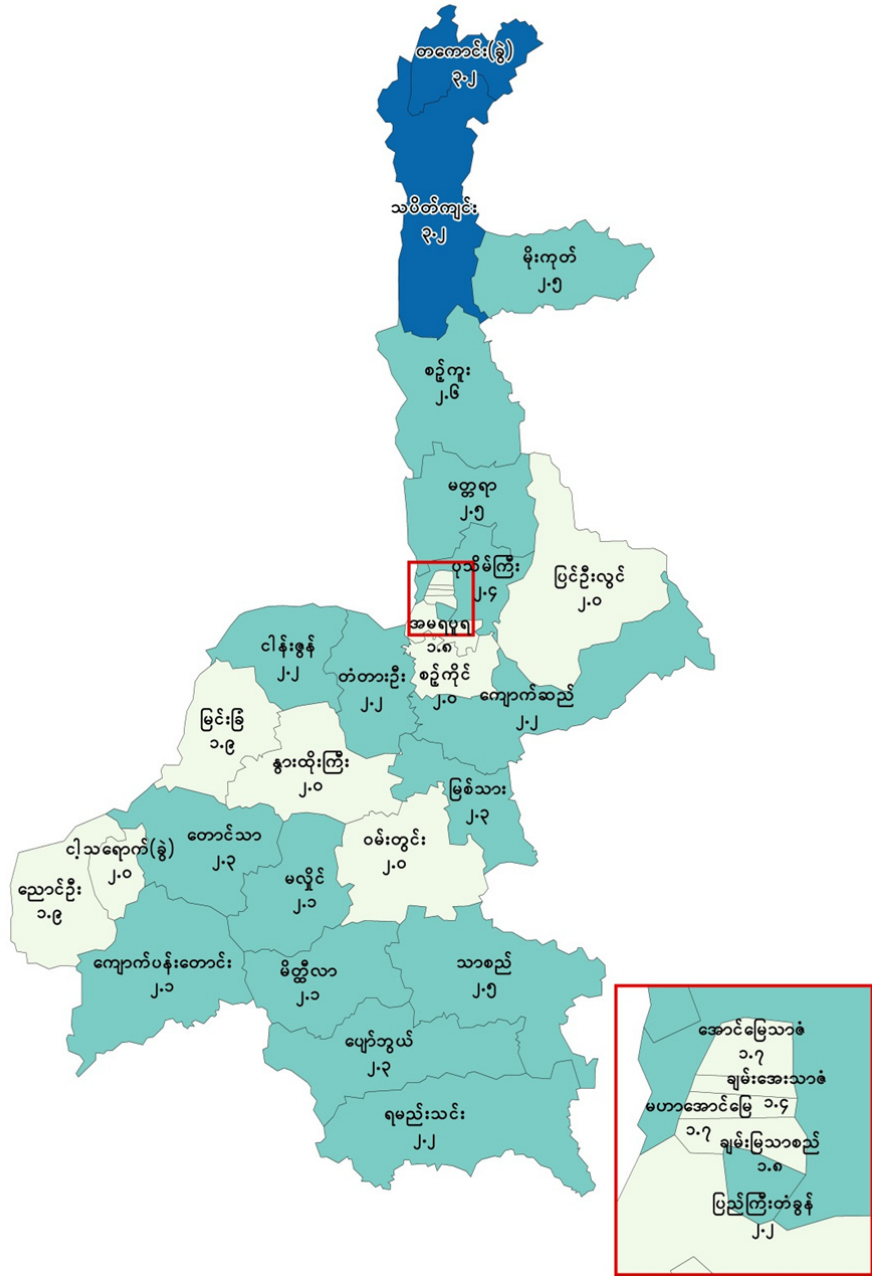 တကောင်း(ခွဲ)
၃.၂
သပိတ်ကျင်း
၃.၂
မိုးကုတ်
၂.၅
စဥ့်ကူး
၂.၆
မတ္တရာ
၂.၅
ပုသိမ်ကြီး
၂.၄
ပြင်ဦးလွင်
၂.၀
အမရပူရ
၁.၈
စဥ့်ကိုင်
၂.၀
ကျောက်ဆည်
၂.၂
ငါန်းဇွန်
၂.၂
တံတားဦး
၂.၂
မြင်းခြံ
၁.၉
နွားထိုးကြီး
၂.၀
မြစ်သား
၂.၃
ဝမ်းတွင်း
၂.၀
တောင်သာ
၂.၃
ငါ့သရောက်(ခွဲ)
၂.၀
ညောင်ဦး
၁.၉
မလှိုင်
၂.၁
ကျောက်ပန်းတောင်း
၂.၁
မိတ္ထီလာ
၂.၁
သာစည်
၂.၅
ပျော်ဘွယ်
၂.၃
ရမည်းသင်း
၂.၂
အောင်မြေသာဇံ
၁.၇
ချမ်းအေးသာဇံ
၁.၄
မဟာအောင်မြေ
၁.၇
ချမ်းမြသာစည်
၁.၈
ပြည်ကြီးတံခွန်
၂.၂